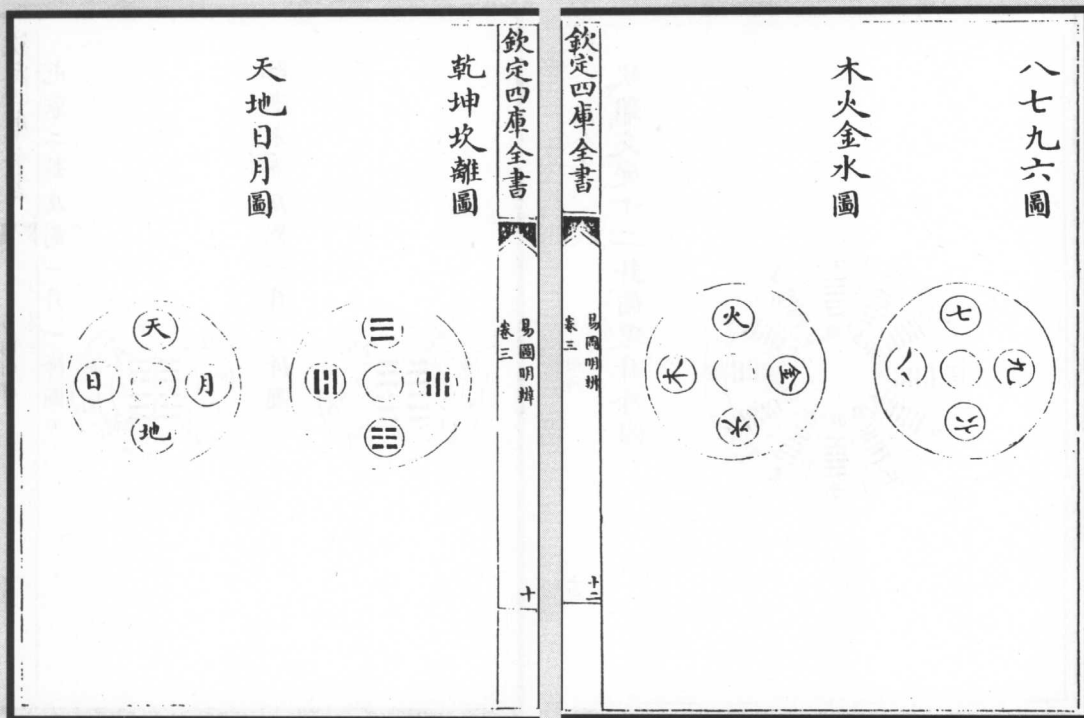 八七九六圖
七
八
九
六
木火金水圖
火
木
金
水
欽定四庫全書
易圖明辨
卷三
十二
欽定四庫全書
易圖明辨
卷三
十
乾坤坎離圖
天地日月圖
天
日
月
地